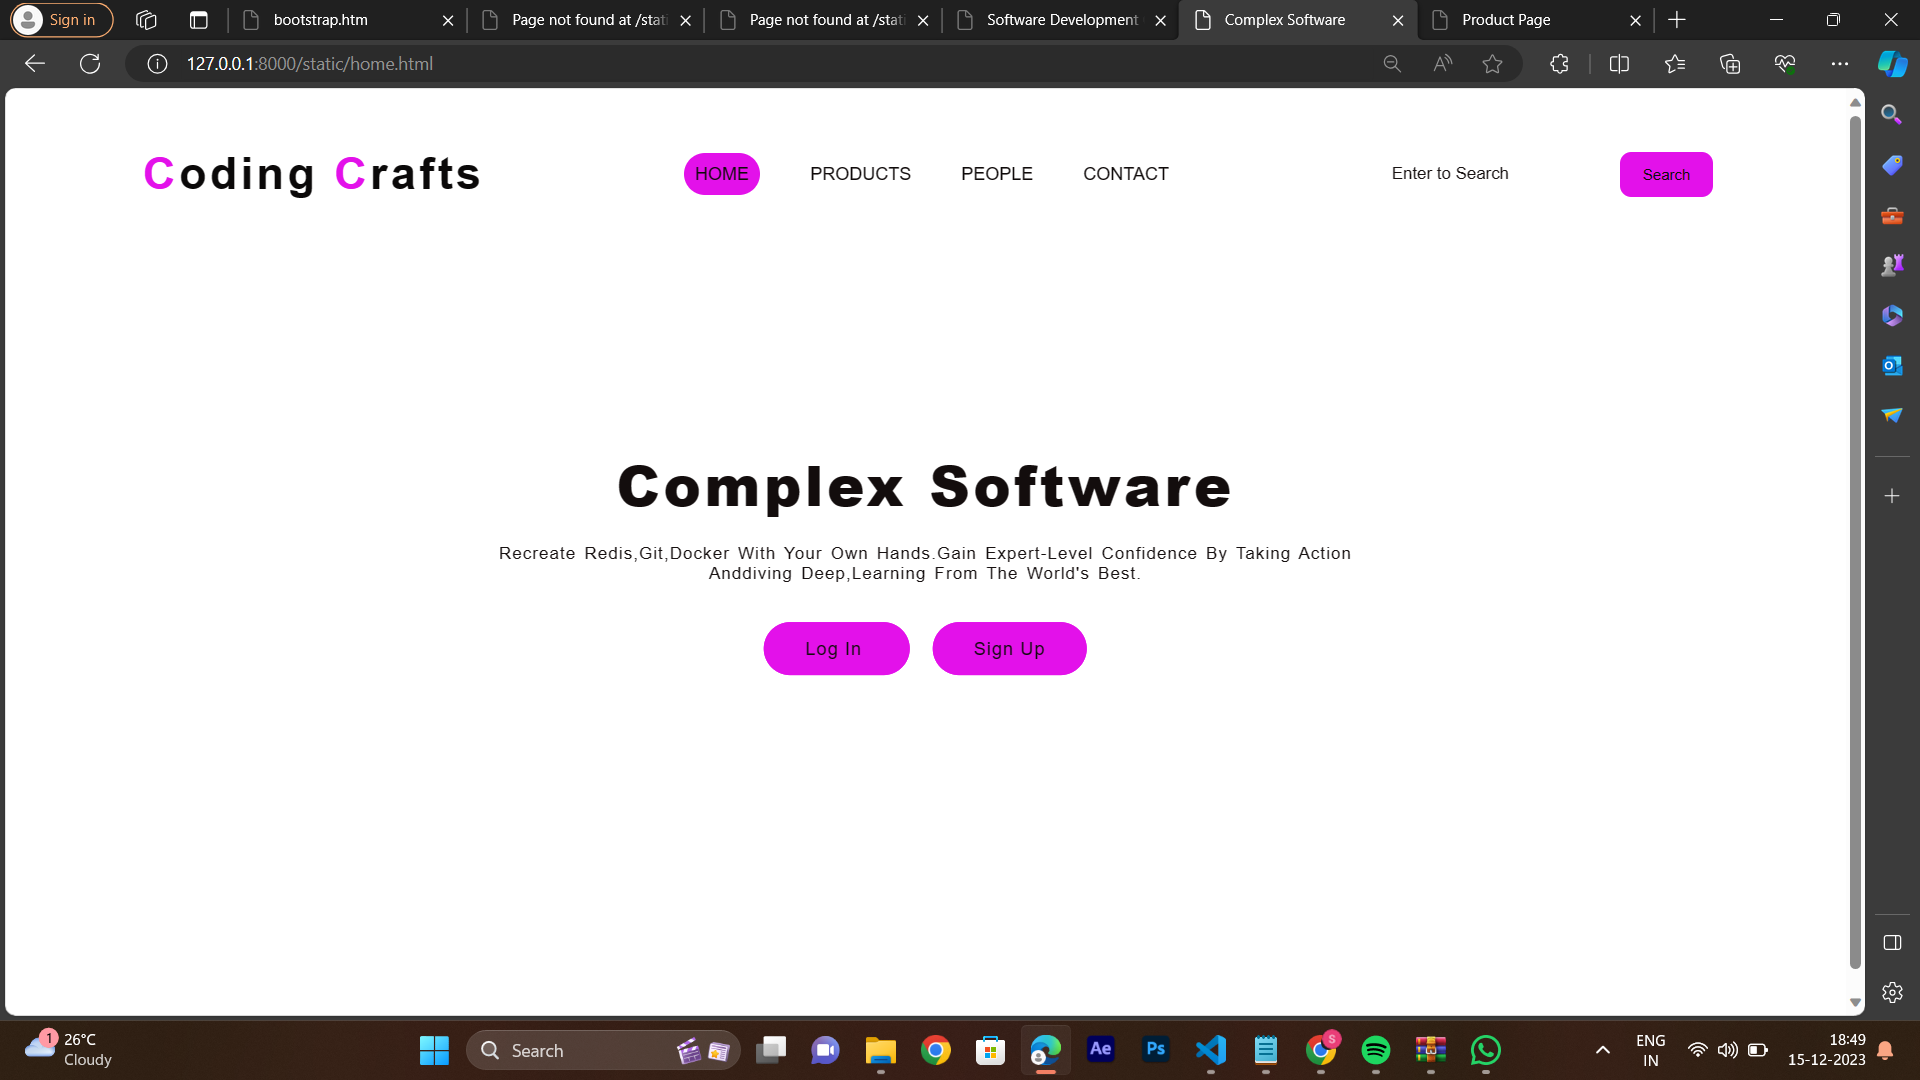 Sign in
bootstrap.htm
Page not found at /stati
Page not found at /stati
Software Development
Complex Software
Product Page
127.0.0.1:8000/static/home.html
Coding Crafts
HOME
PRODUCTS
PEOPLE
CONTACT
Enter to Search
Search
Complex Software
Recreate Redis,Git,Docker With Your Own Hands.Gain Expert-Level Confidence By Taking Action
Anddiving Deep,Learning From The World's Best.
Log In
Sign Up
1
26°C
Cloudy
Search
Ae
Ps
S
ENG
IN
18:49
15-12-2023